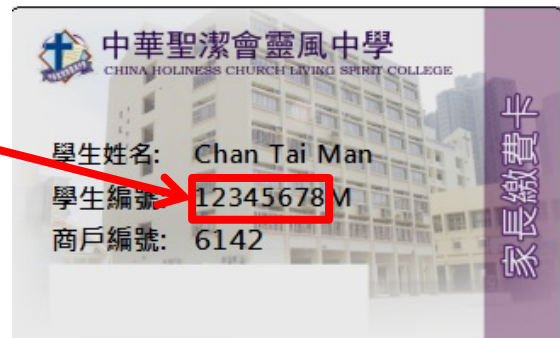 中華聖潔會靈風中學
CHINA HOLINESS CHURCH LIVING SPIRIT COLLEGE
學生姓名: Chan Tai Man
學生編號: 12345678M
商戶編號: 6142
家長繳費卡